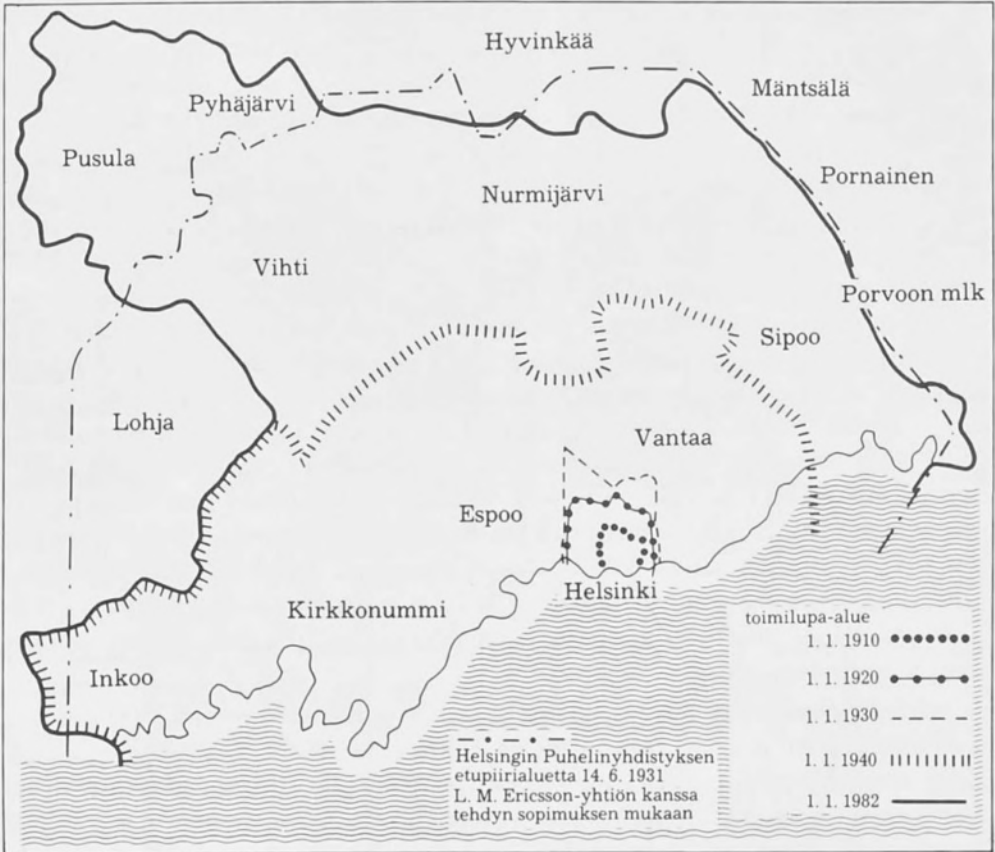 Hyvinkää
Mäntsälä
Pyhäjärvi
Pusula
Pornainen
Nurmijärvi
Vihti
Porvoon mlk
Sipoo
Lohja
Vantaa
Espoo
Helsinki
Kirkkonummi
Inkoo
toimilupa-alue
1. 1. 1910
1. 1. 1920
1. 1. 1930
1. 1. 1940
1. 1. 1982
Helsingin Puhelinyhdistyksen
etupiirialuetta 14. 6. 1931
L. M. Ericsson-yhtiön kanssa
tehdyn sopimuksen mukaan